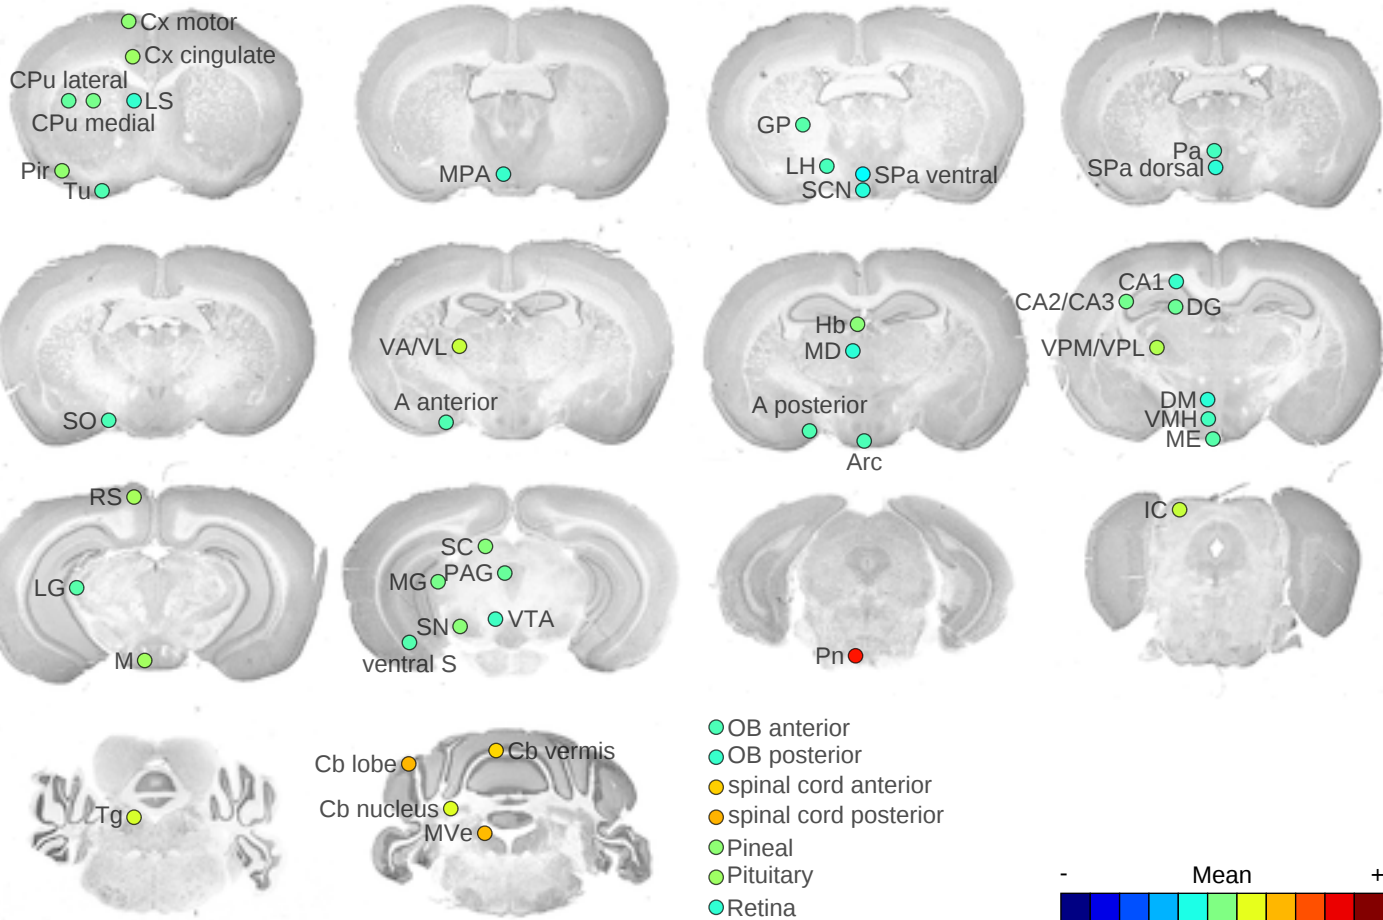 Cx motor
Cx cingulate
CPu lateral
LS
CPu medial
Pir
Tu
MPA
GP
LH
SPa ventral
SCN
Pa
SPa dorsal
SO
VA/VL
A anterior
Hb
MD
A posterior
Arc
CA1
CA2/CA3
DG
VPM/VPL
DM
VMH
ME
RS
LG
M
SC
PAG
MG
SN
VTA
ventral S
Pn
IC
Tg
Cb vermis
Cb lobe
Cb nucleus
MVe
OB anterior
OB posterior
spinal cord anterior
spinal cord posterior
Pineal
Pituitary
Retina
- Mean +